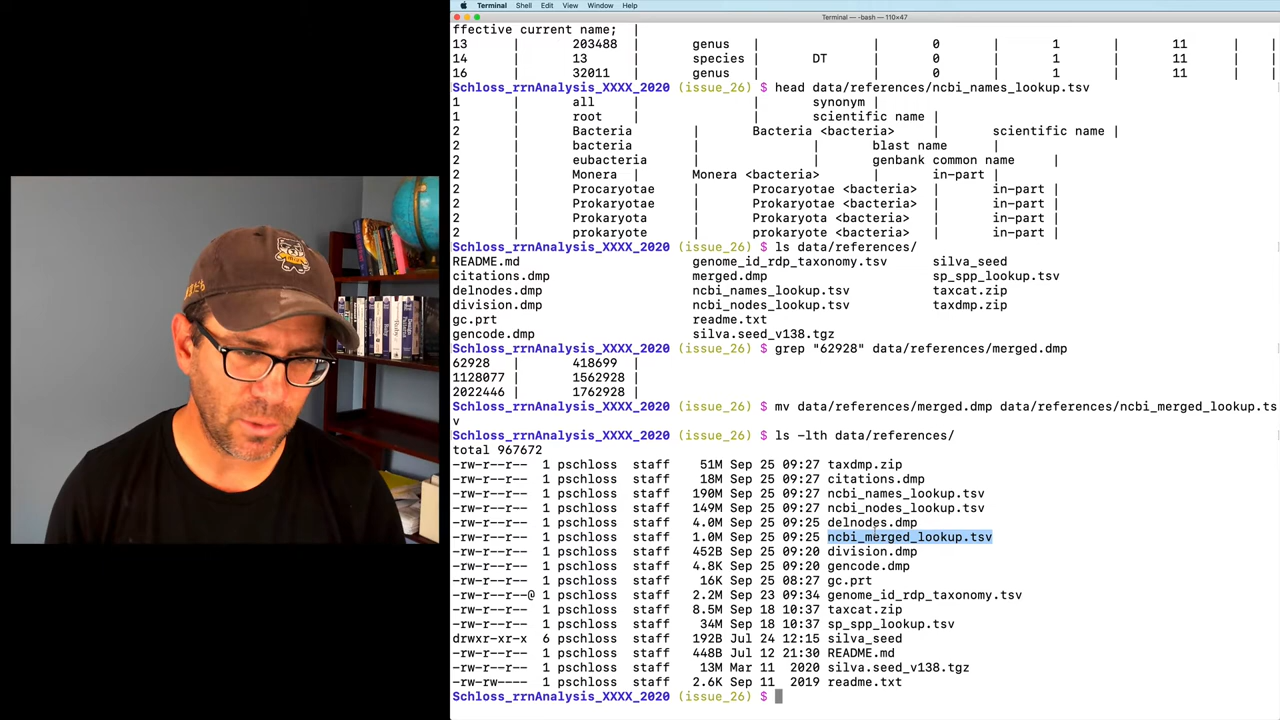 Terminal Shell Edit View Window Help
Terminal — -bash — 110×47
ffective current name; |
13 | 203488 | genus | | 0 | 1 | 11 | |
14 | 13 | species | DT | 0 | 1 | 11 | |
16 | 32011 | genus | | 0 | 1 | 11 | |
Schloss_rrnAnalysis_XXXX_2020 (issue_26) $ head data/references/ncbi_names_lookup.tsv
1 | all | | synonym |
1 | root | | scientific name |
2 | Bacteria | Bacteria <bacteria> | scientific name |
2 | bacteria | | blast name |
2 | eubacteria | | genbank common name |
2 | Monera | Monera <bacteria> | in-part |
2 | Procaryotae | Procaryotae <bacteria> | in-part |
2 | Prokaryotae | Prokaryotae <bacteria> | in-part |
2 | Prokaryota | Prokaryota <bacteria> | in-part |
2 | prokaryote | prokaryote <bacteria> | in-part |
Schloss_rrnAnalysis_XXXX_2020 (issue_26) $ ls data/references/
README.md genome_id_rdp_taxonomy.tsv silva_seed
citations.dmp merged.dmp sp_spp_lookup.tsv
delnodes.dmp ncbi_names_lookup.tsv taxcat.zip
division.dmp ncbi_nodes_lookup.tsv taxdmp.zip
gc.prt readme.txt
gencode.dmp silva.seed_v138.tgz
Schloss_rrnAnalysis_XXXX_2020 (issue_26) $ grep "62928" data/references/merged.dmp
62928 | 418699 |
1128077 | 1562928 |
2022446 | 1762928 |
Schloss_rrnAnalysis_XXXX_2020 (issue_26) $ mv data/references/merged.dmp data/references/ncbi_merged_lookup.ts
v
Schloss_rrnAnalysis_XXXX_2020 (issue_26) $ ls -lth data/references/
total 967672
-rw-r--r-- 1 pschloss staff 51M Sep 25 09:27 taxdmp.zip
-rw-r--r-- 1 pschloss staff 18M Sep 25 09:27 citations.dmp
-rw-r--r-- 1 pschloss staff 190M Sep 25 09:27 ncbi_names_lookup.tsv
-rw-r--r-- 1 pschloss staff 149M Sep 25 09:27 ncbi_nodes_lookup.tsv
-rw-r--r-- 1 pschloss staff 4.0M Sep 25 09:25 delnodes.dmp
-rw-r--r-- 1 pschloss staff 1.0M Sep 25 09:25 ncbi_merged_lookup.tsv
-rw-r--r-- 1 pschloss staff 452B Sep 25 09:20 division.dmp
-rw-r--r-- 1 pschloss staff 4.8K Sep 25 09:20 gencode.dmp
-rw-r--r-- 1 pschloss staff 16K Sep 25 08:27 gc.prt
-rw-r--r--@ 1 pschloss staff 2.2M Sep 23 09:34 genome_id_rdp_taxonomy.tsv
-rw-r--r-- 1 pschloss staff 8.5M Sep 18 10:37 taxcat.zip
-rw-r--r-- 1 pschloss staff 34M Sep 18 10:37 sp_spp_lookup.tsv
drwxr-xr-x 6 pschloss staff 192B Jul 24 12:15 silva_seed
-rw-r--r-- 1 pschloss staff 448B Jul 12 21:30 README.md
-rw-r--r-- 1 pschloss staff 13M Mar 11 2020 silva.seed_v138.tgz
-rw-rw---- 1 pschloss staff 2.6K Sep 11 2019 readme.txt
Schloss_rrnAnalysis_XXXX_2020 (issue_26) $